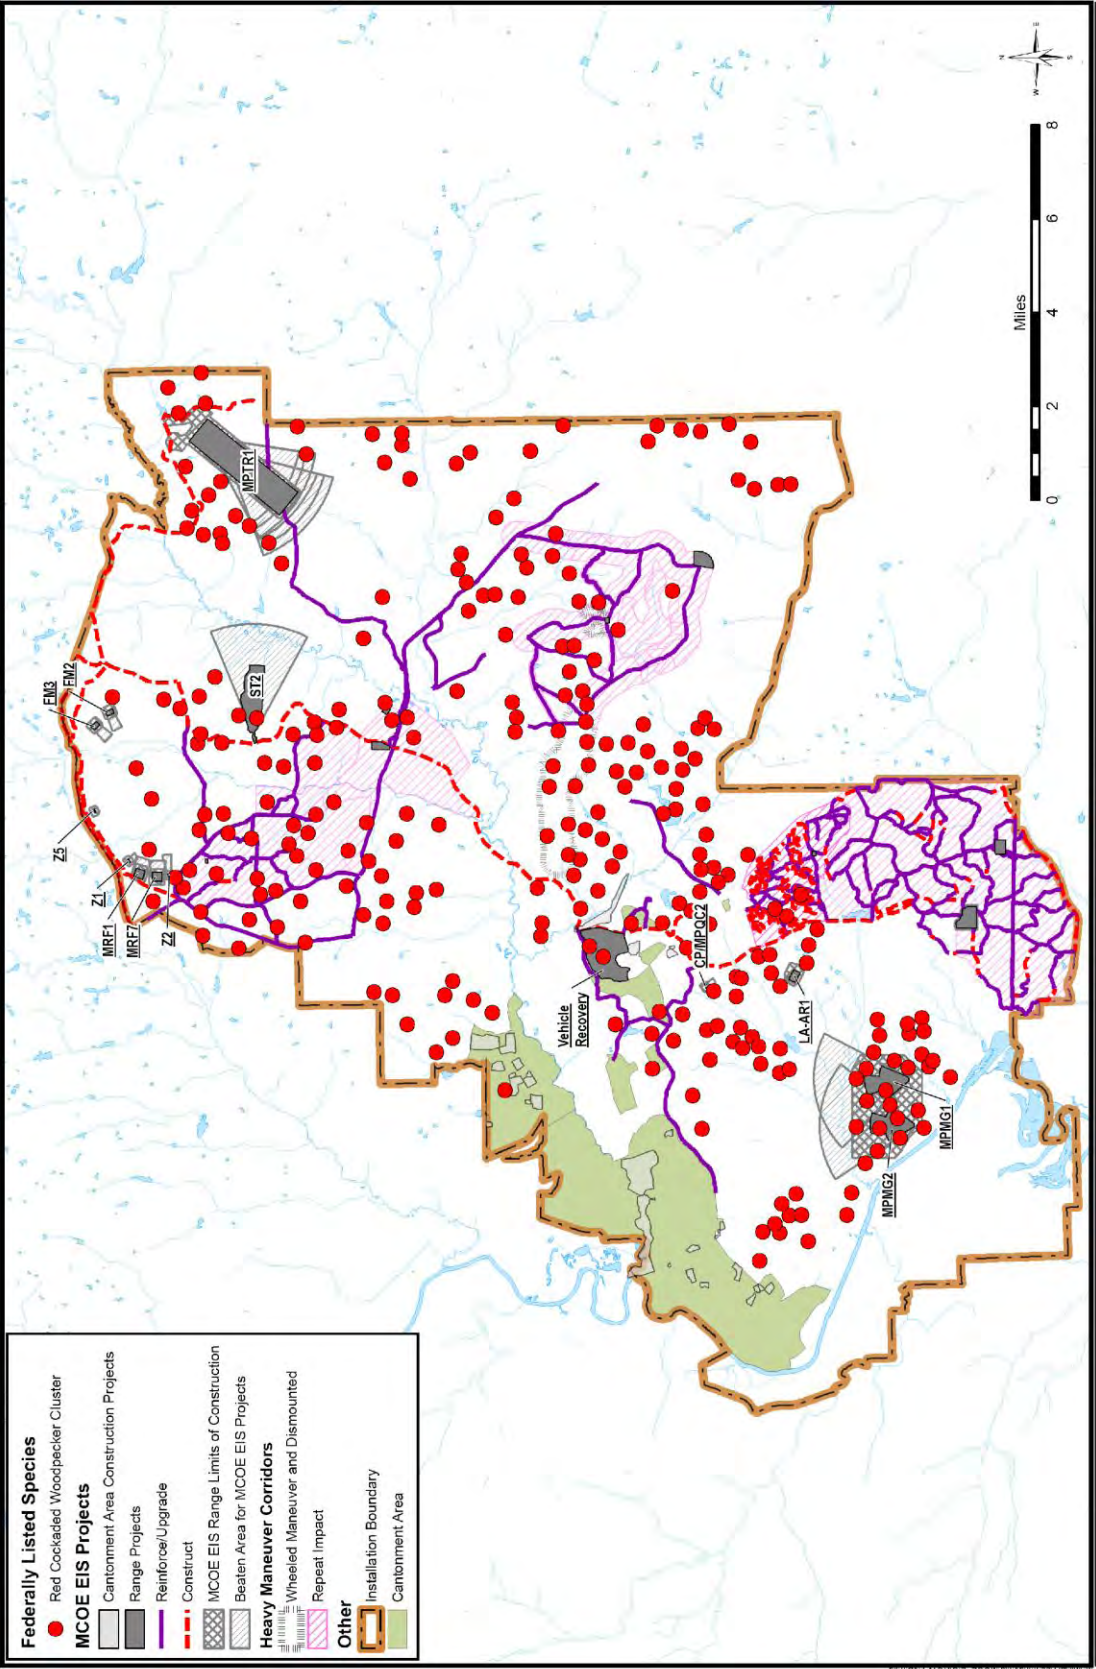 Federally Listed Species
Red Cockaded Woodpecker Cluster
MCOE EIS Projects
Cantonment Area Construction Projects
Range Projects
Reinforce/Upgrade
Construct
MCOE EIS Range Limits of Construction
Beaten Area for MCOE EIS Projects
Heavy Maneuver Corridors
Wheeled Maneuver and Dismounted
Repeat Impact
Other
Installation Boundary
Cantonment Area
MRF1
MRF7
Z1
Z2
Z5
FM3
FM2
ST2
MPTR1
Vehicle
Recovery
CP/MPQC2
LA-AR1
MPMG2
MPMG1
N
W
E
S
Miles
0
2
4
6
8